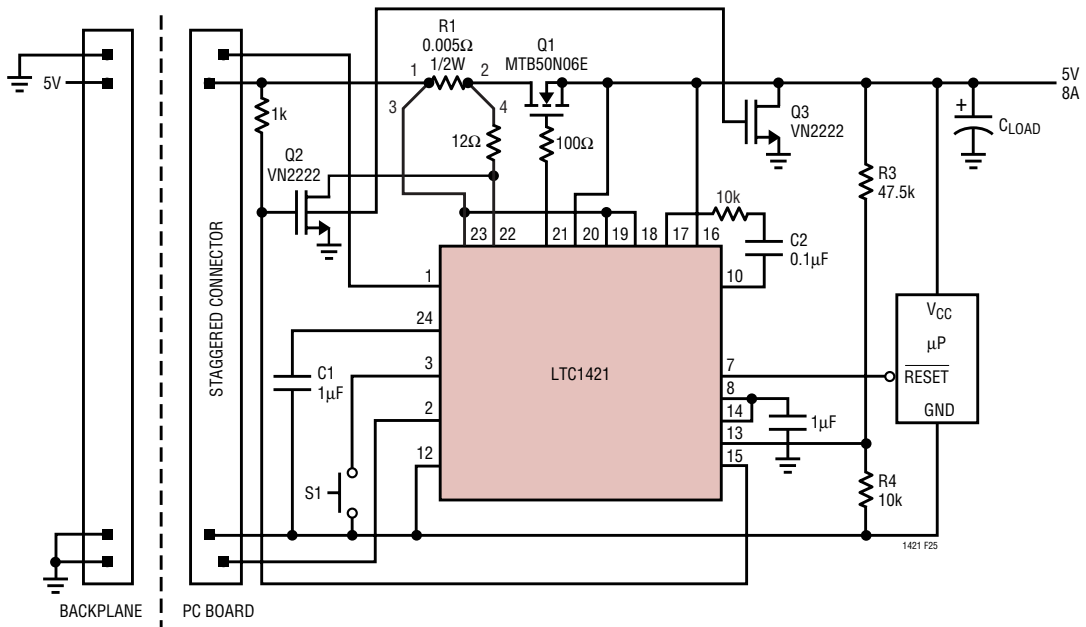 R1
0.005Ω
1/2W
Q1
MTB50N06E
1
2
3
4
5V
5V
8A
1k
12Ω
100Ω
Q3
VN2222
+
CLOAD
Q2
VN2222
R3
47.5k
10k
C2
0.1µF
23
22
21
20
19
18
17
16
STAGGERED CONNECTOR
1
24
3
2
12
LTC1421
10
7
8
14
13
15
C1
1µF
S1
1µF
VCC
µP
RESET
GND
R4
10k
1421 F25
BACKPLANE
PC BOARD